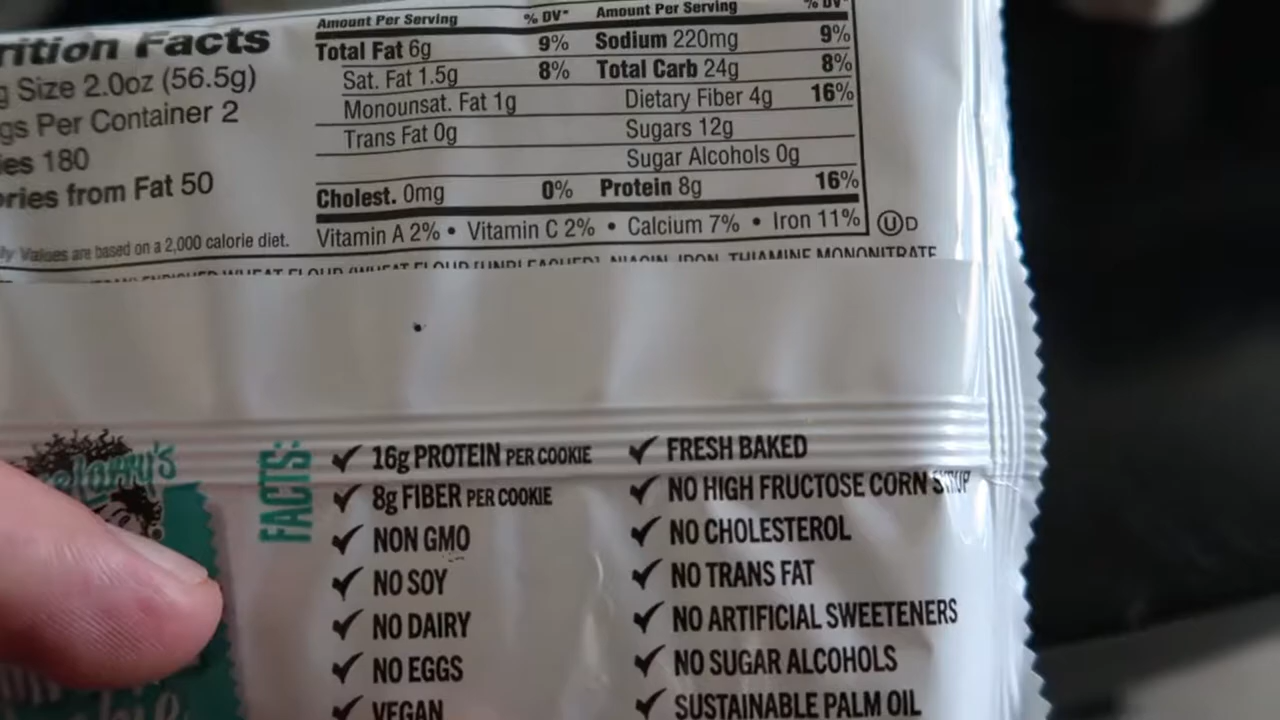 rition Facts
g Size 2.0oz (56.5g)
gs Per Container 2
ies 180
ories from Fat 50
ly Values are based on a 2,000 calorie diet.
Amount Per Serving % DV*
Total Fat 6g 9%
Sat. Fat 1.5g 8%
Monounsat. Fat 1g
Trans Fat 0g
Cholest. 0mg 0%
Amount Per Serving % DV*
Sodium 220mg 9%
Total Carb 24g 8%
Dietary Fiber 4g 16%
Sugars 12g
Sugar Alcohols 0g
Protein 8g 16%
Vitamin A 2% • Vitamin C 2% • Calcium 7% • Iron 11%
UD
ENRICHED WHEAT FLOUR (WHEAT FLOUR [UNBLEACHED], NIACIN, IRON, THIAMINE MONONITRATE
Larry's
FACTS:
✓ 16g PROTEIN PER COOKIE
✓ 8g FIBER PER COOKIE
✓ NON GMO
✓ NO SOY
✓ NO DAIRY
✓ NO EGGS
✓ VEGAN
✓ FRESH BAKED
✓ NO HIGH FRUCTOSE CORN SYRUP
✓ NO CHOLESTEROL
✓ NO TRANS FAT
✓ NO ARTIFICIAL SWEETENERS
✓ NO SUGAR ALCOHOLS
✓ SUSTAINABLE PALM OIL